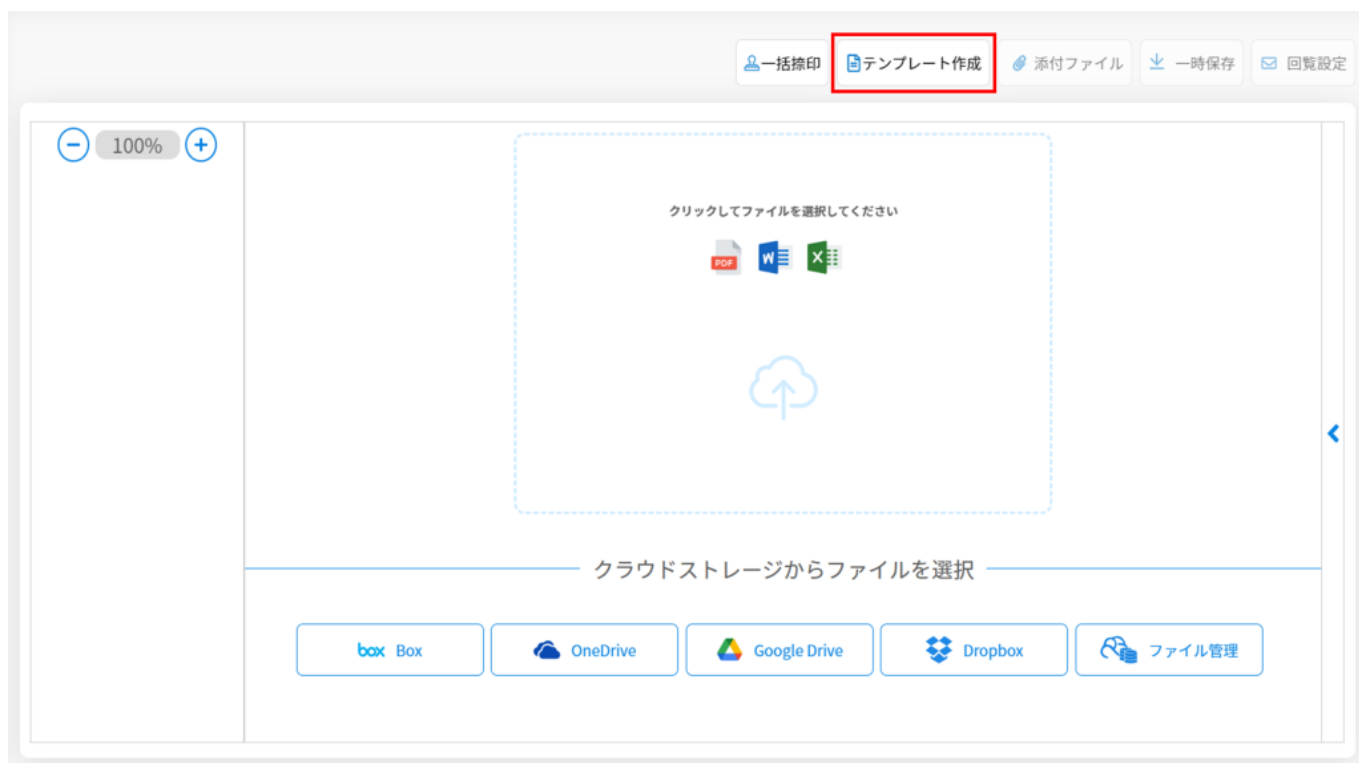 一括捺印 テンプレート作成 添付ファイル 一時保存 回覧設定
100%
クリックしてファイルを選択してください
PDF W X
クラウドストレージからファイルを選択
box Box OneDrive Google Drive Dropbox ファイル管理